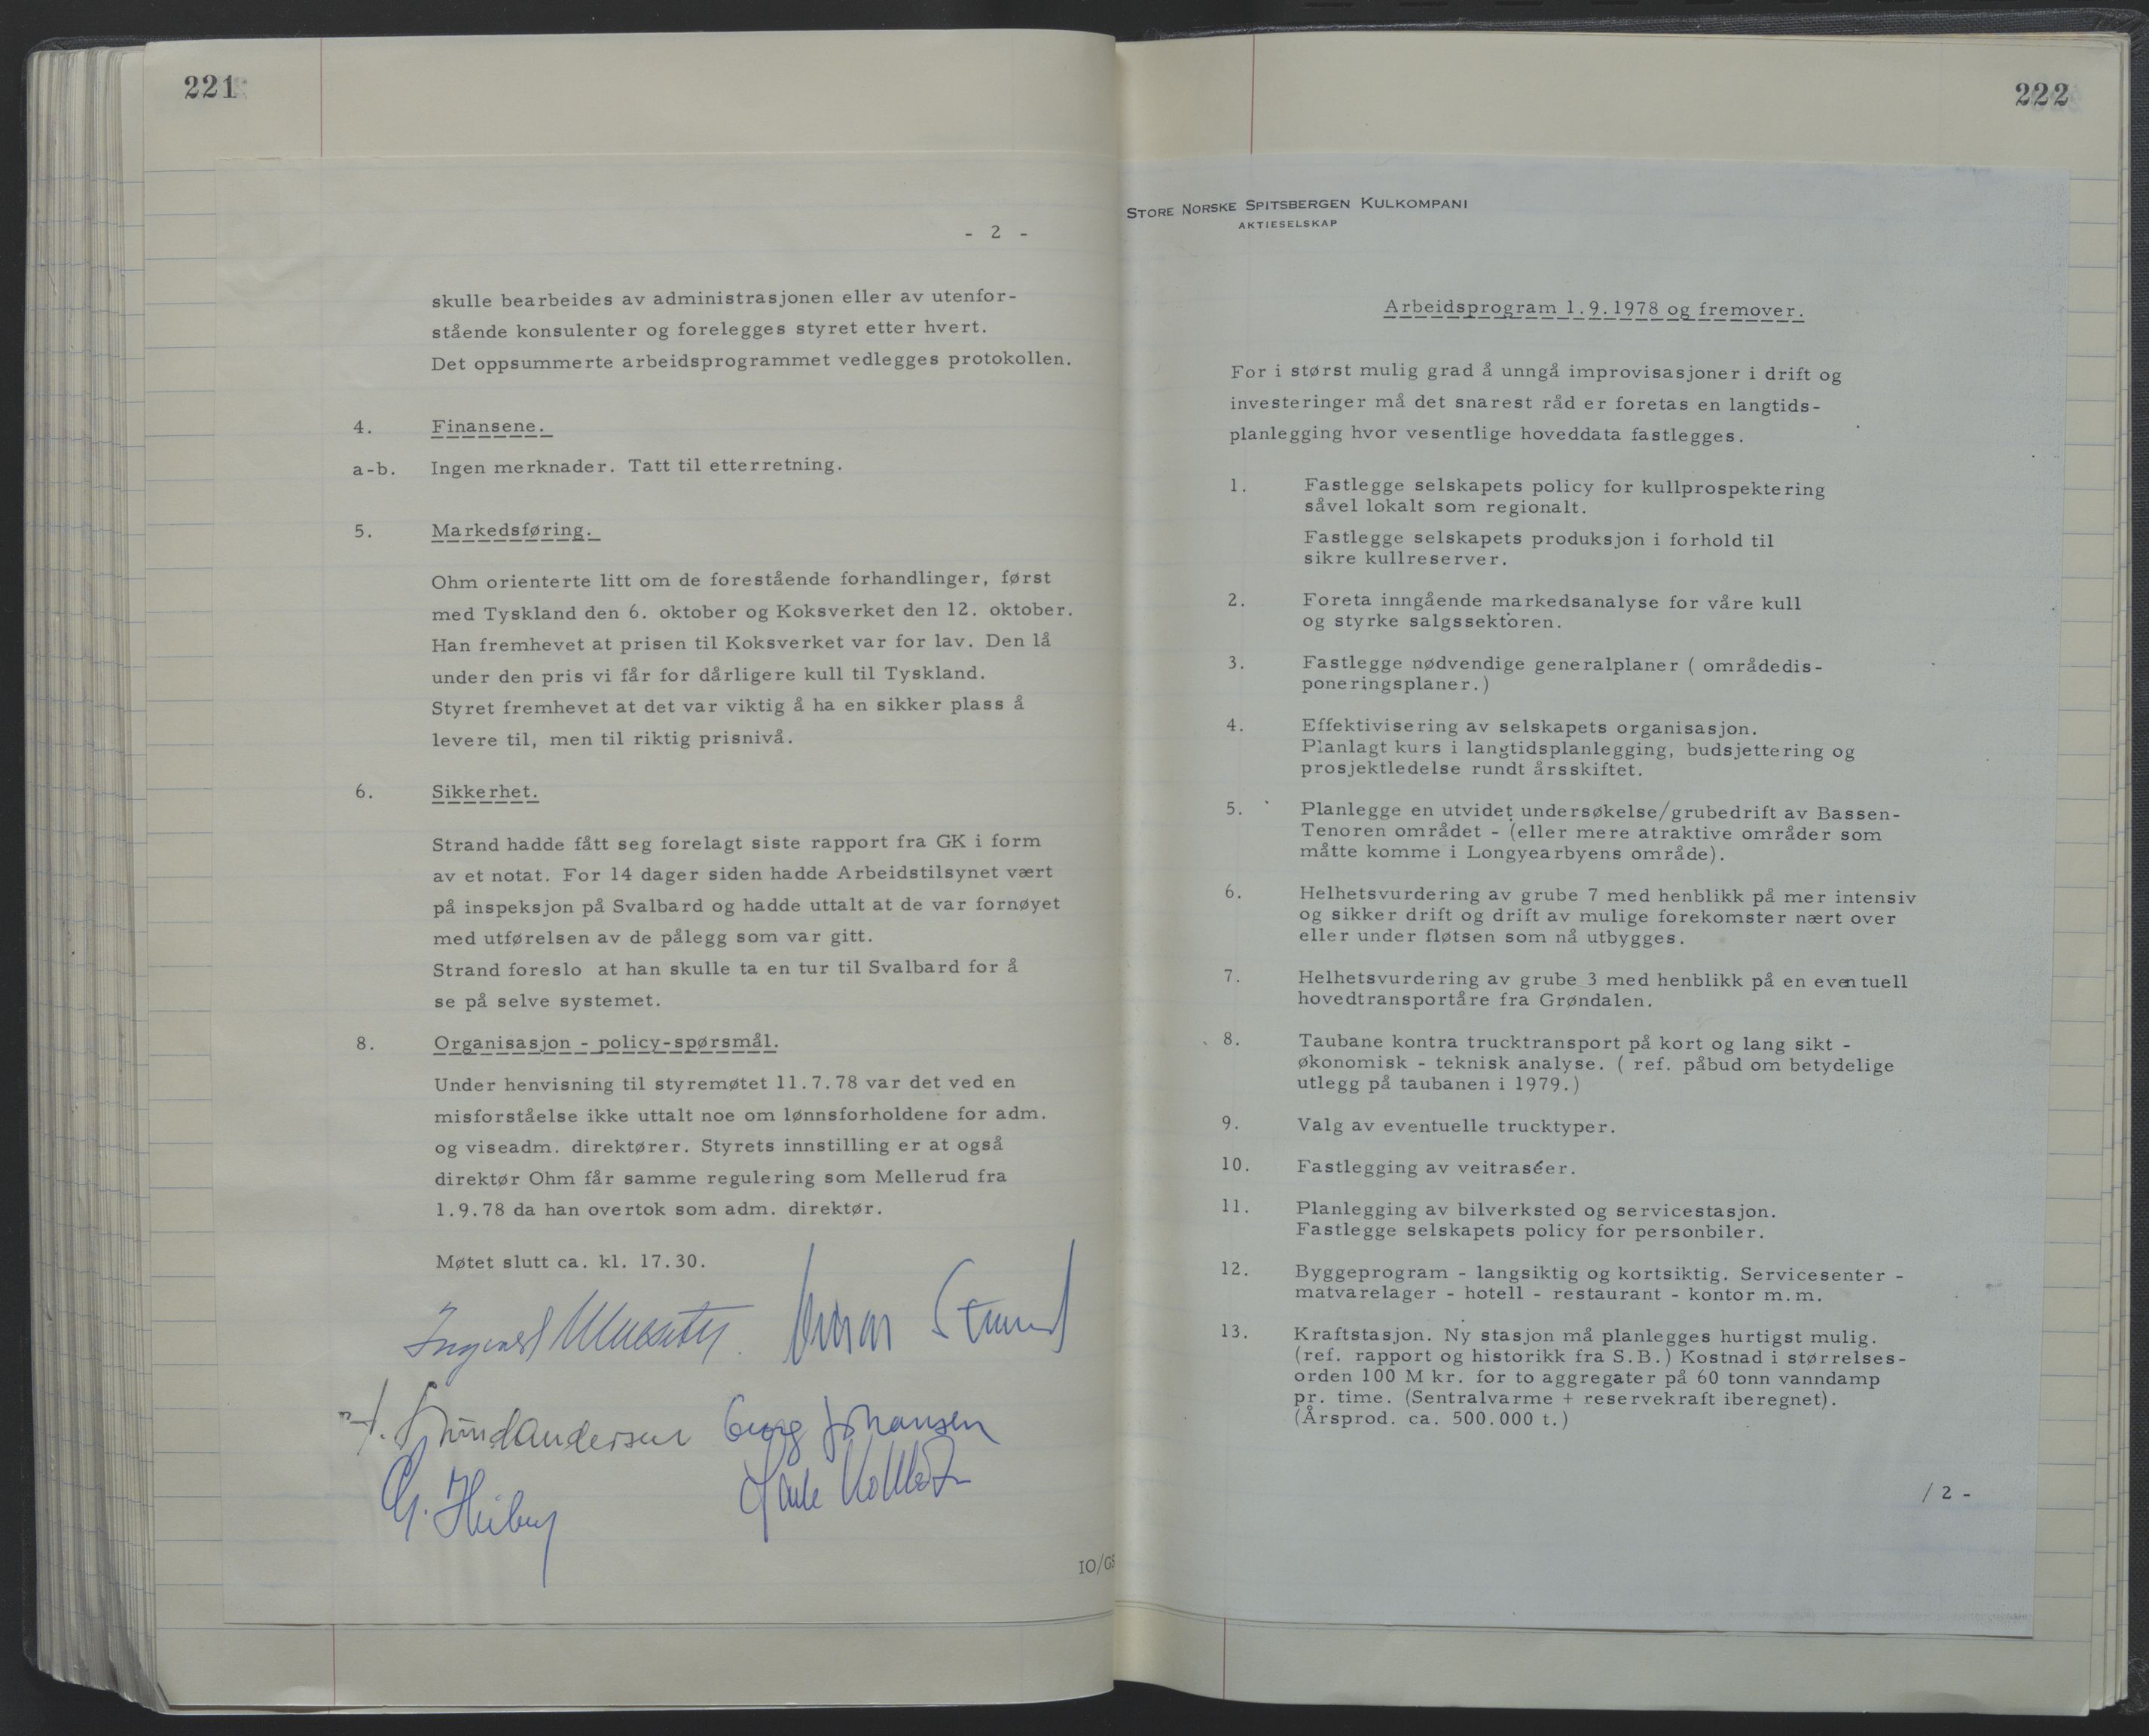 221
- 2 -
skulle bearbeides av administrasjonen eller av utenfor-
stående konsulenter og forelegges styret etter hvert.
Det oppsummerte arbeidsprogrammet vedlegges protokollen.
4. Finansene.
a-b. Ingen merknader. Tatt til etterretning.
5. Markedsføring.
Ohm orienterte litt om de forestående forhandlinger, først
med Tyskland den 6. oktober og Koksverket den 12. oktober.
Han fremhevet at prisen til Koksverket var for lav. Den lå
under den pris vi får for dårligere kull til Tyskland.
Styret fremhevet at det var viktig å ha en sikker plass å
levere til, men til riktig prisnivå.
6. Sikkerhet.
Strand hadde fått seg forelagt siste rapport fra GK i form
av et notat. For 14 dager siden hadde Arbeidstilsynet vært
på inspeksjon på Svalbard og hadde uttalt at de var fornøyet
med utførelsen av de pålegg som var gitt.
Strand foreslo at han skulle ta en tur til Svalbard for å
se på selve systemet.
8. Organisasjon - policy-spørsmål.
Under henvisning til styremøtet 11.7.78 var det ved en
misforståelse ikke uttalt noe om lønnsforholdene for adm.
og viseadm. direktører. Styrets innstilling er at også
direktør Ohm får samme regulering som Mellerud fra
1.9.78 da han overtok som adm. direktør.
Møtet slutt ca. kl. 17.30.
Strand
Georg Johansen
IO/GS
222
STORE NORSKE SPITSBERGEN KULKOMPANI
AKTIESELSKAP
Arbeidsprogram 1.9.1978 og fremover.
For i størst mulig grad å unngå improvisasjoner i drift og
investeringer må det snarest råd er foretas en langtids-
planlegging hvor vesentlige hoveddata fastlegges.
1. Fastlegge selskapets policy for kullprospektering
såvel lokalt som regionalt.
Fastlegge selskapets produksjon i forhold til
sikre kullreserver.
2. Foreta inngående markedsanalyse for våre kull
og styrke salgssektoren.
3. Fastlegge nødvendige generalplaner ( områdedis-
poneringsplaner.)
4. Effektivisering av selskapets organisasjon.
Planlagt kurs i langtidsplanlegging, budsjettering og
prosjektledelse rundt årsskiftet.
5. Planlegge en utvidet undersøkelse/grubedrift av Bassen-
Tenoren området - (eller mere atraktive områder som
måtte komme i Longyearbyens område).
6. Helhetsvurdering av grube 7 med henblikk på mer intensiv
og sikker drift og drift av mulige forekomster nært over
eller under fløtsen som nå utbygges.
7. Helhetsvurdering av grube 3 med henblikk på en eventuell
hovedtransportåre fra Grøndalen.
8. Taubane kontra trucktransport på kort og lang sikt -
økonomisk - teknisk analyse. ( ref. påbud om betydelige
utlegg på taubanen i 1979.)
9. Valg av eventuelle trucktyper.
10. Fastlegging av veitraséer.
11. Planlegging av bilverksted og servicestasjon.
Fastlegge selskapets policy for personbiler.
12. Byggeprogram - langsiktig og kortsiktig. Servicesenter -
matvarelager - hotell - restaurant - kontor m.m.
13. Kraftstasjon. Ny stasjon må planlegges hurtigst mulig.
(ref. rapport og historikk fra S.B.) Kostnad i størrelses-
orden 100 M kr. for to aggregater på 60 tonn vanndamp
pr. time. (Sentralvarme + reservekraft iberegnet).
(Årsprod. ca. 500.000 t.)
/ 2 -